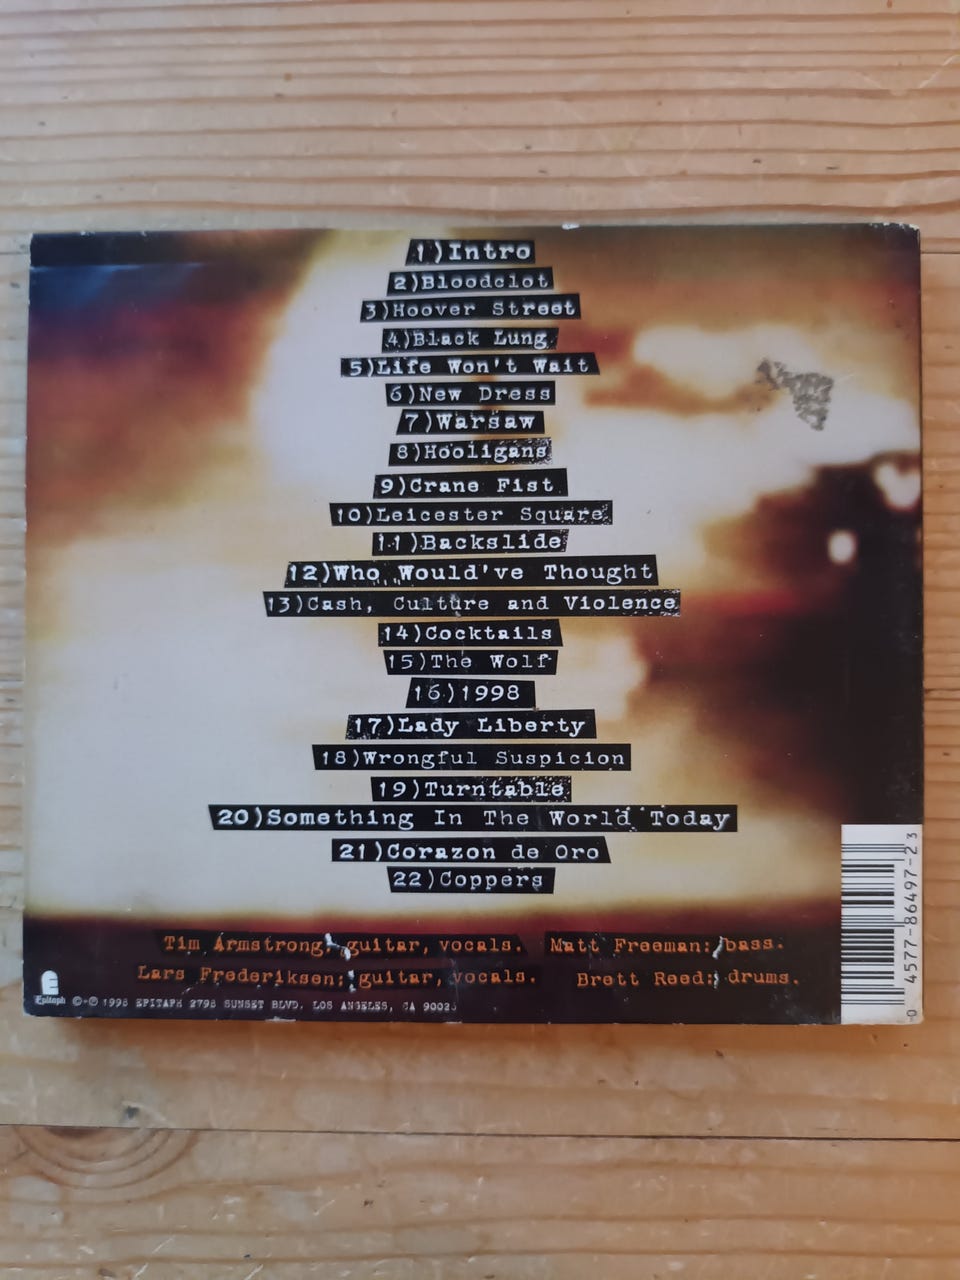 1)Intro
2)Bloodclot
3)Hoover Street
4)Black Lung
5)Life Won't Wait
6)New Dress
7)Warsaw
8)Hooligans
9)Crane Fist
10)Leicester Square
11)Backslide
12)Who Would've Thought
13)Cash, Culture and Violence
14)Cocktails
15)The Wolf
16)1998
17)Lady Liberty
18)Wrongful Suspicion
19)Turntable
20)Something In The World Today
21)Corazon de Oro
22)Coppers
Tim Armstrong: guitar, vocals. Matt Freeman: bass.
Lars Frederiksen: guitar, vocals. Brett Reed: drums.
Epitaph ©+℗ 1998 EPITAPH 2798 SUNSET BLVD. LOS ANGELES, CA
0 4577-86497-2 3